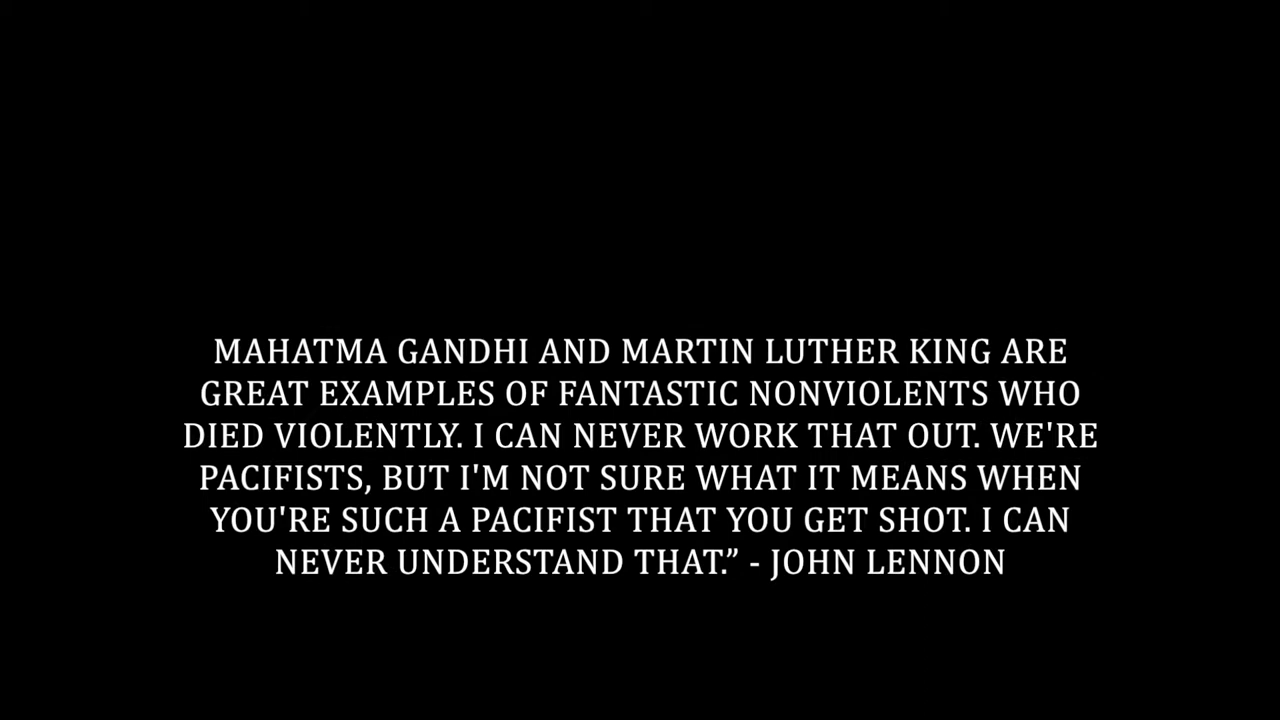 MAHATMA GANDHI AND MARTIN LUTHER KING ARE
GREAT EXAMPLES OF FANTASTIC NONVIOLENTS WHO
DIED VIOLENTLY. I CAN NEVER WORK THAT OUT. WE'RE
PACIFISTS, BUT I'M NOT SURE WHAT IT MEANS WHEN
YOU'RE SUCH A PACIFIST THAT YOU GET SHOT. I CAN
NEVER UNDERSTAND THAT.” - JOHN LENNON